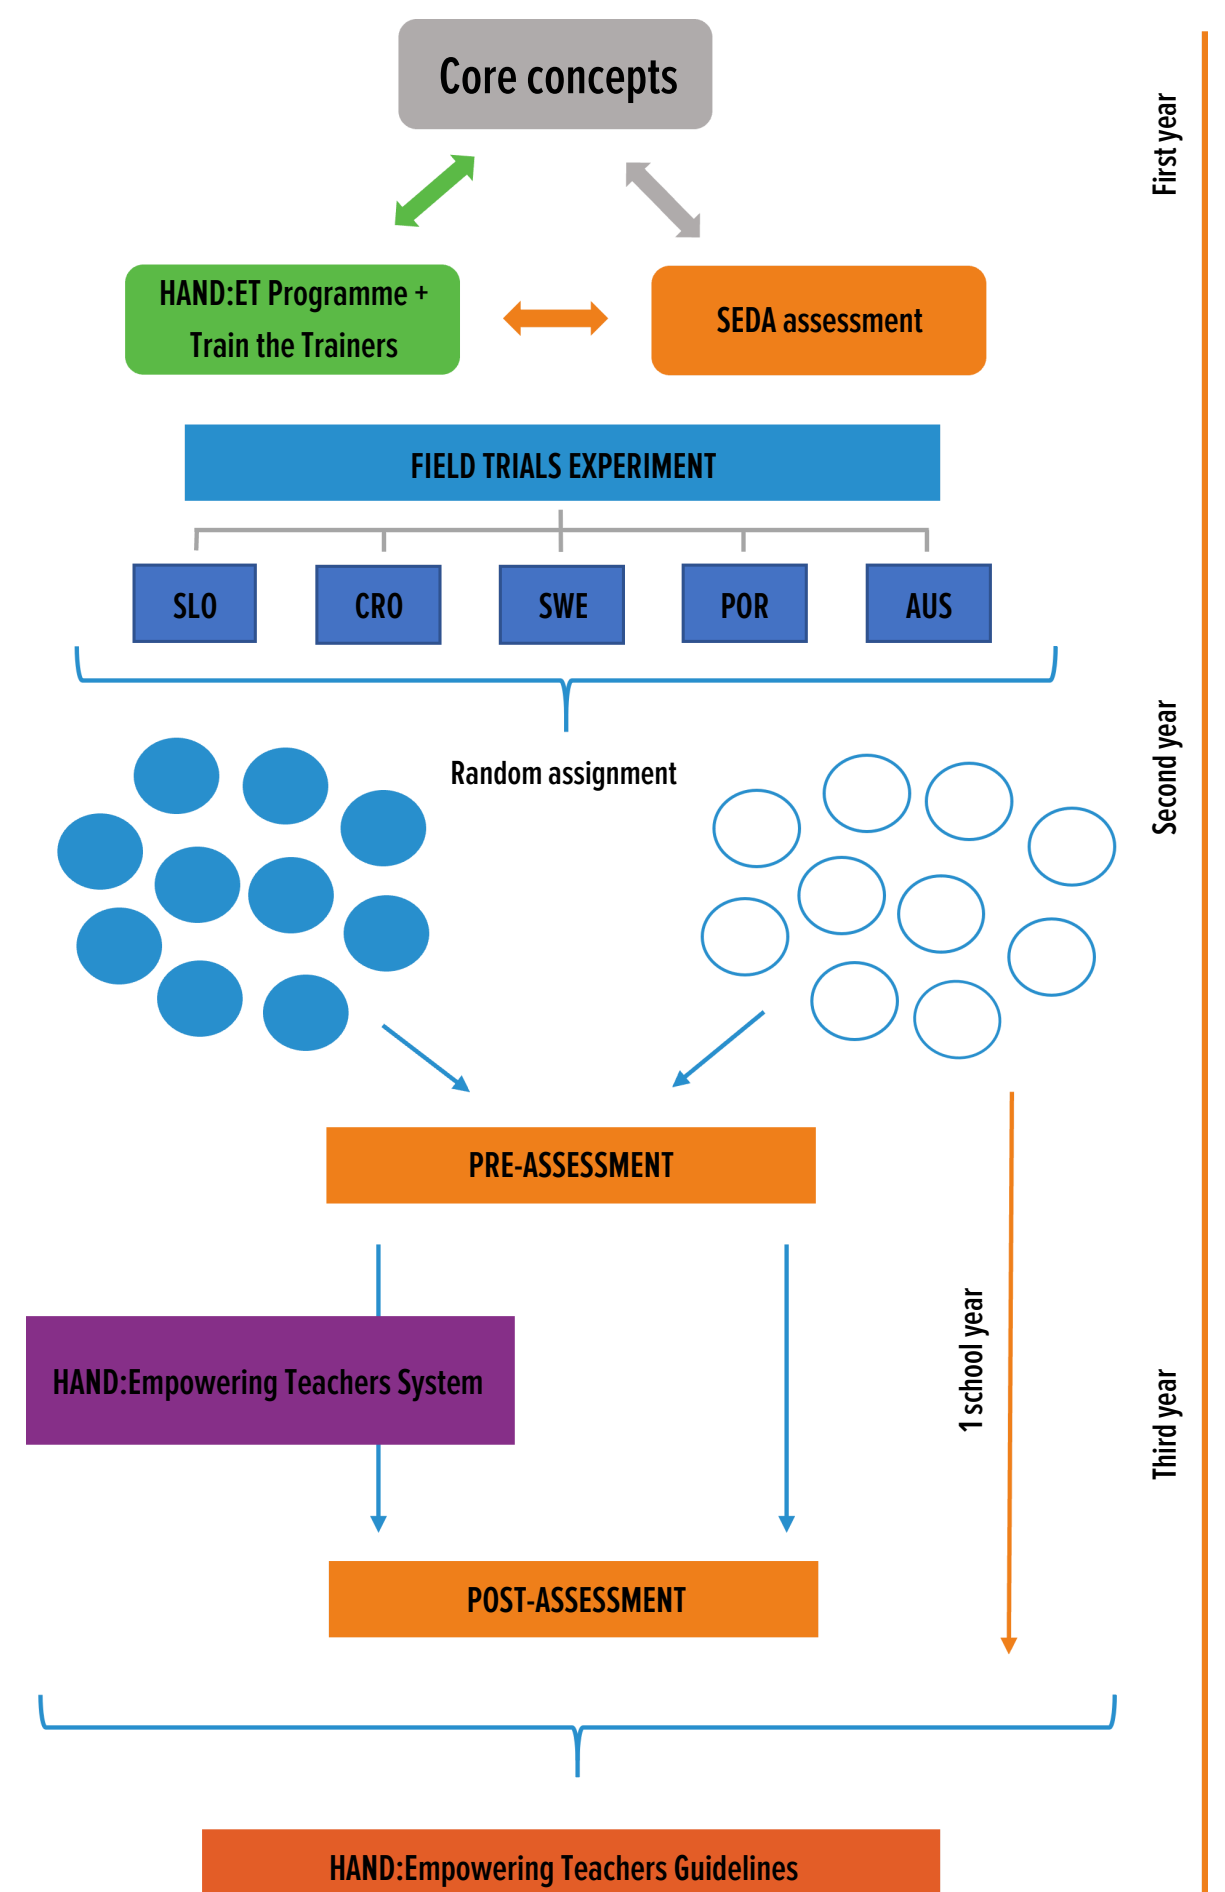 Core concepts
First year
HAND:ET Programme +
Train the Trainers
SEDA assessment
FIELD TRIALS EXPERIMENT
SLO
CRO
SWE
POR
AUS
Second year
Random assignment
PRE-ASSESSMENT
HAND:Empowering Teachers System
1 school year
Third year
POST-ASSESSMENT
HAND:Empowering Teachers Guidelines